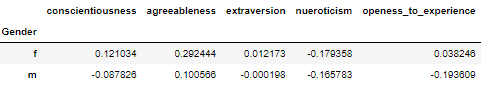 conscientiousness agreeableness extraversion nueroticism openess_to_experience
Gender
f 0.121034 0.292444 0.012173 -0.179358 0.038246
m -0.087826 0.100566 -0.000198 -0.165783 -0.193609